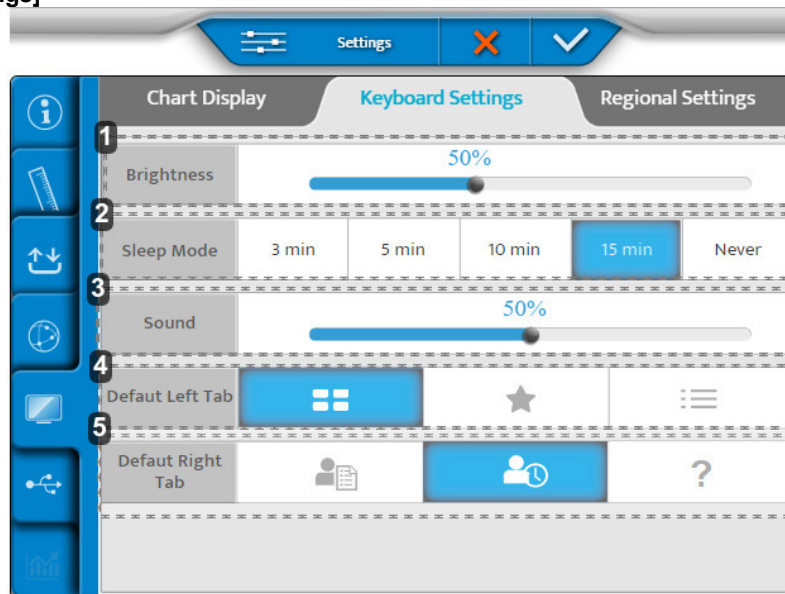 Settings
Chart Display Keyboard Settings Regional Settings
1
50%
Brightness
2
Sleep Mode 3 min 5 min 10 min 15 min Never
3
50%
Sound
4
Defaut Left Tab
5
Defaut Right
Tab
?